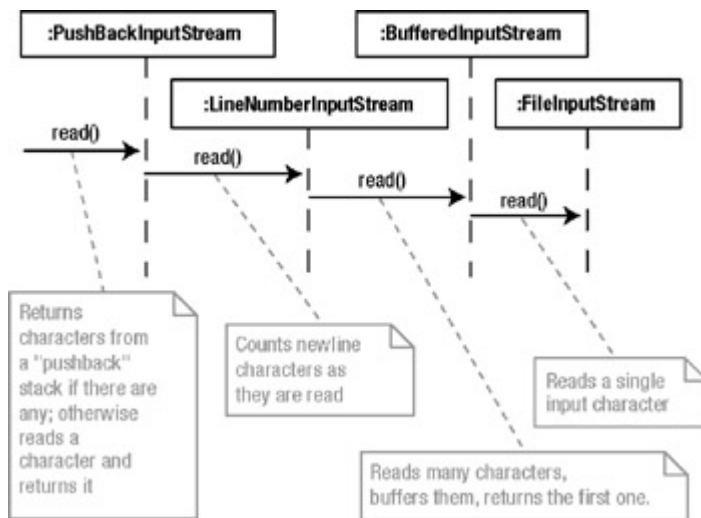 :PushBackInputStream
:BufferedInputStream
:LineNumberInputStream
:FileInputStream
read()
read()
read()
read()
Returns
characters from
a "pushback"
stack if there are
any; otherwise
reads a
character and
returns it
Counts newline
characters as
they are read
Reads a single
input character
Reads many characters,
buffers them, returns the first one.